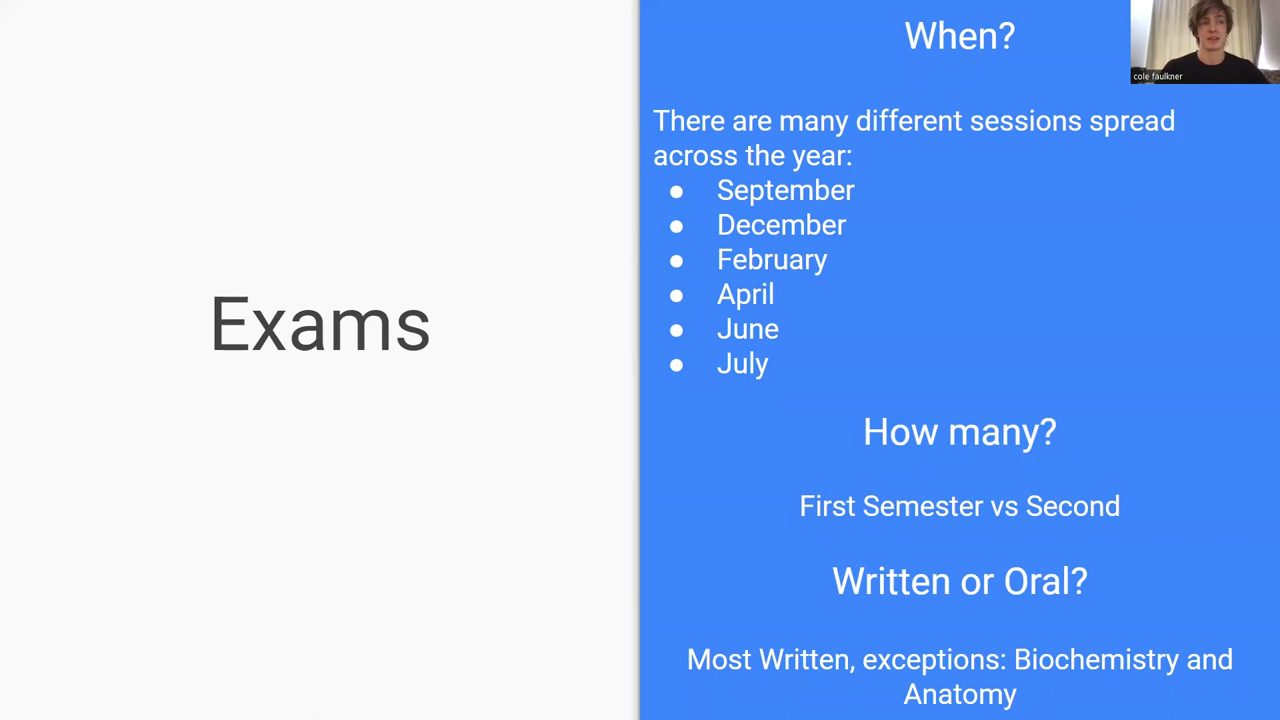 Exams
When?
cole faulkner
There are many different sessions spread
across the year:
● September
● December
● February
● April
● June
● July
How many?
First Semester vs Second
Written or Oral?
Most Written, exceptions: Biochemistry and
Anatomy